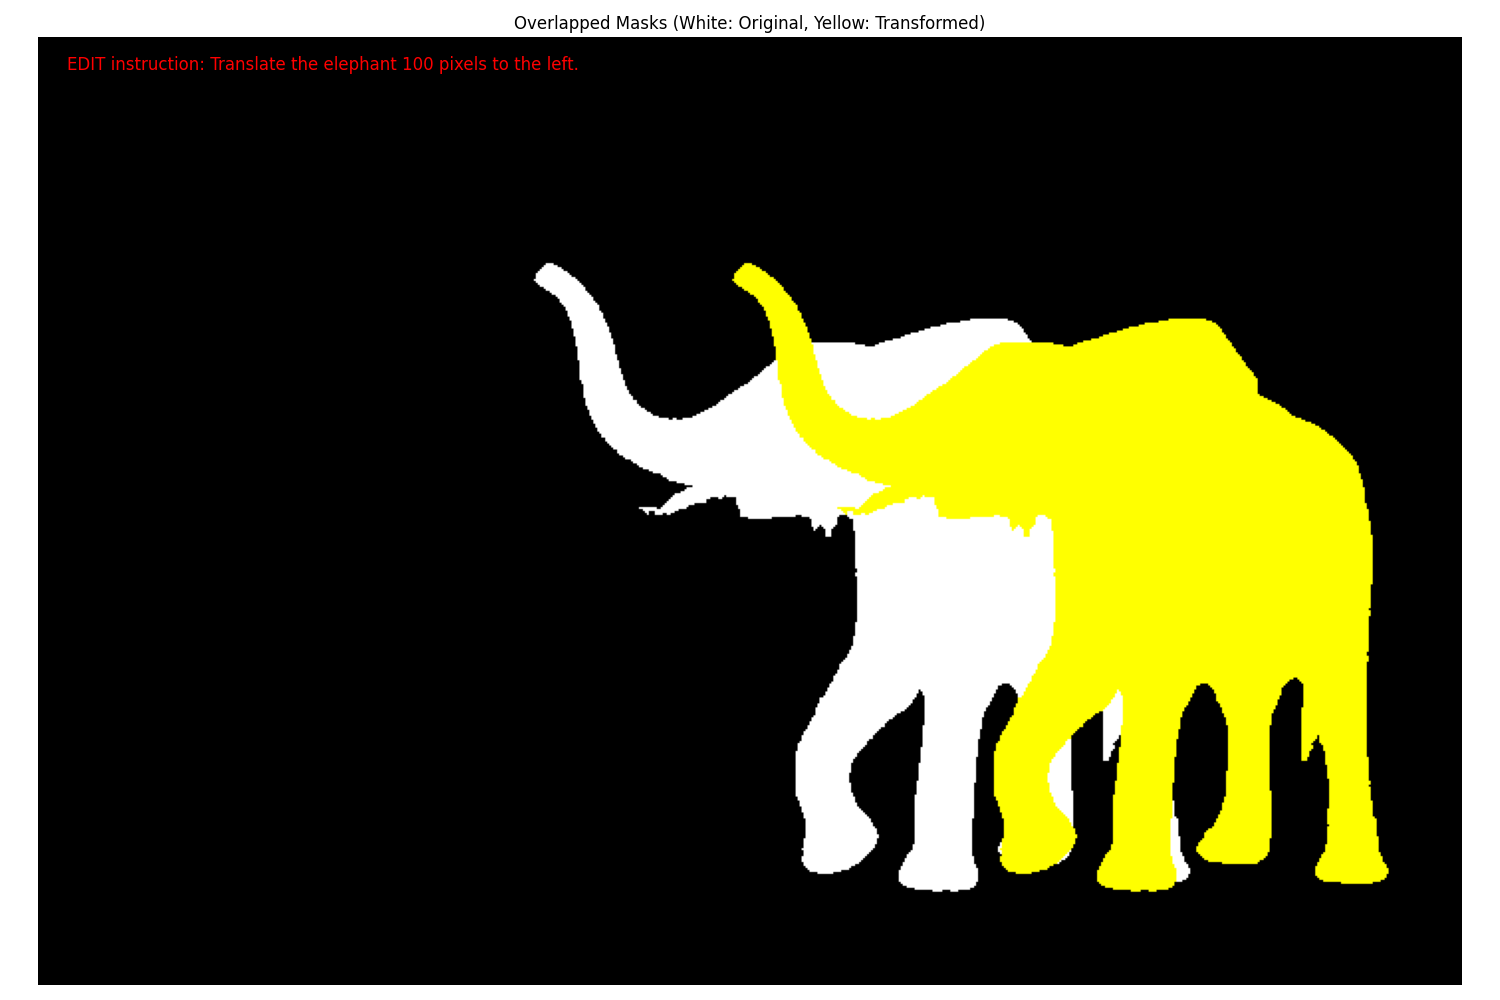 Overlapped Masks (White: Original, Yellow: Transformed)
EDIT instruction: Translate the elephant 100 pixels to the left.